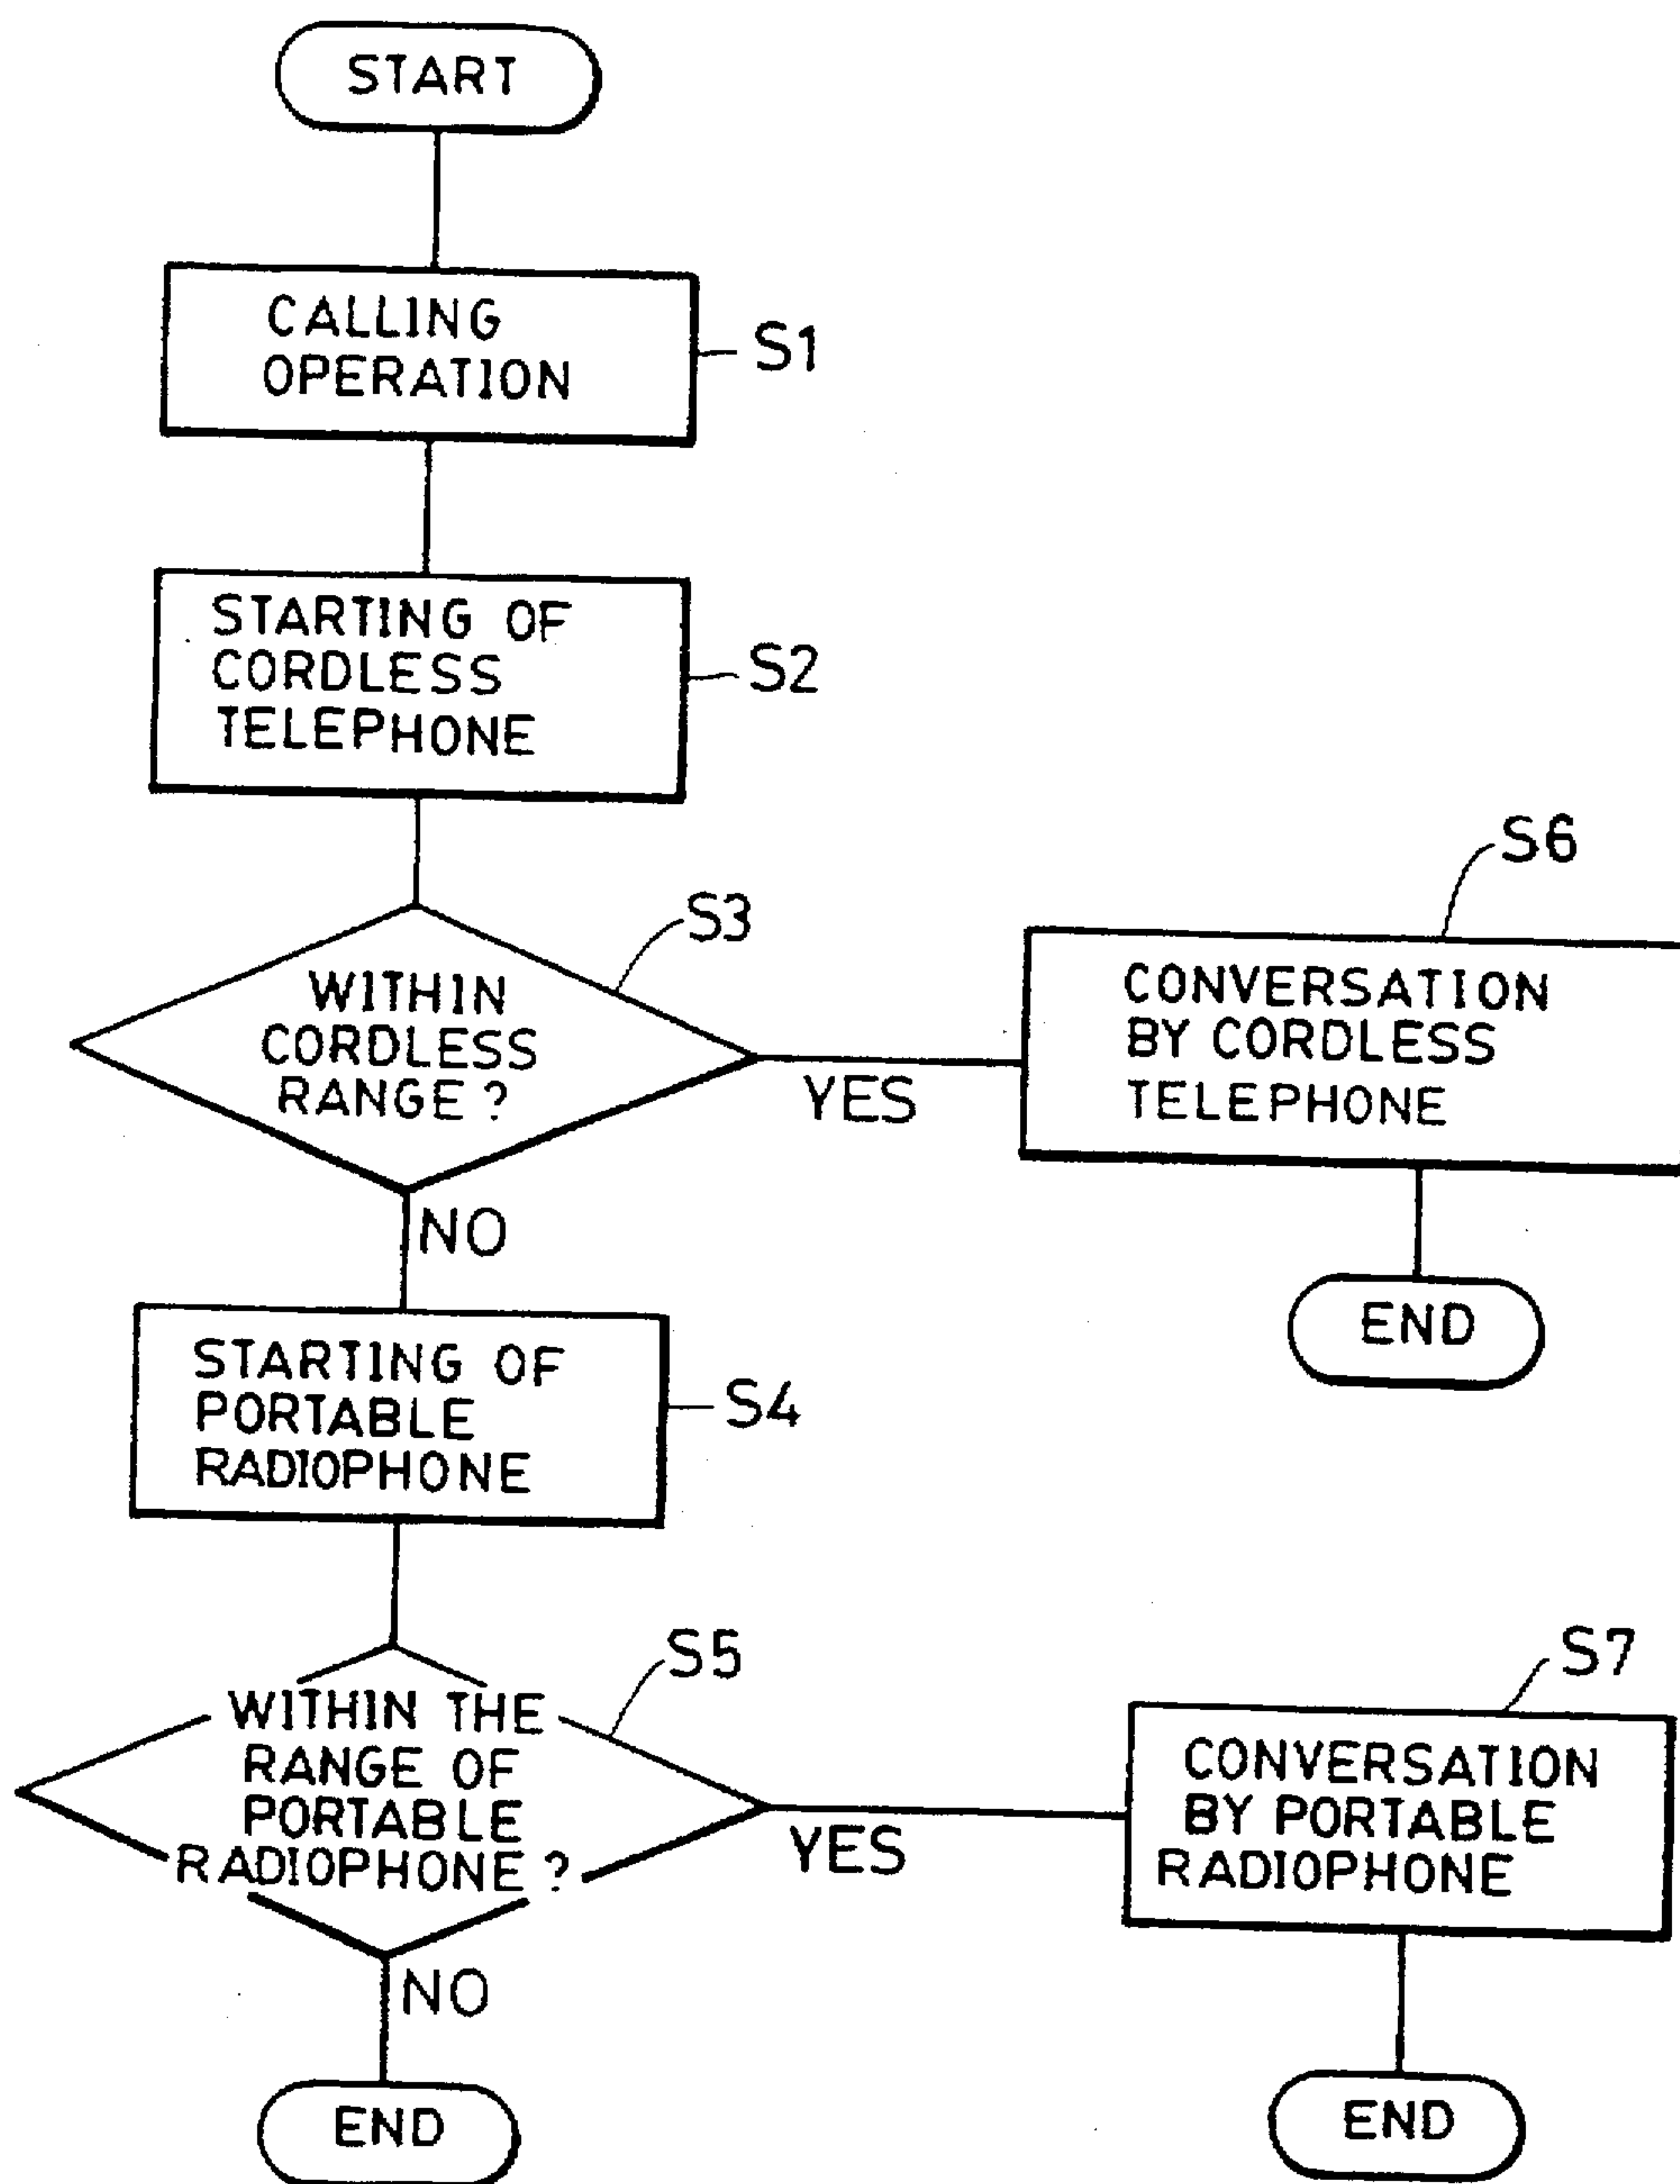 START
CALLING
OPERATION
S1
STARTING OF
CORDLESS
TELEPHONE
S2
S3
WITHIN
CORDLESS
RANGE?
YES
S6
CONVERSATION
BY CORDLESS
TELEPHONE
END
NO
STARTING OF
PORTABLE
RADIOPHONE
S4
S5
WITHIN THE
RANGE OF
PORTABLE
RADIOPHONE?
YES
S7
CONVERSATION
BY PORTABLE
RADIOPHONE
END
NO
END